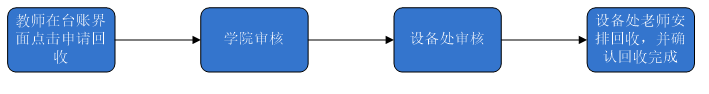 教师在台账界
面点击申请回
收
学院审核
设备处审核
设备处老师安
排回收，并确
认回收完成